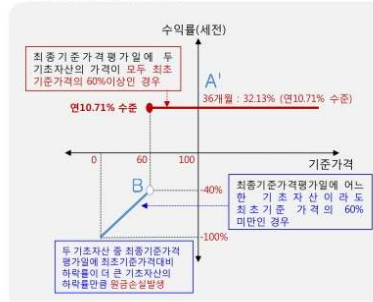 수익률(세전)
최종기준가격평가일에 두
기초자산의 가격이 모두 최초
기준가격의 60%이상인 경우
A'
36개월 : 32.13% (연10.71% 수준)
연10.71% 수준
0 60 100
기준가격
B
-40%
최종기준가격평가일에 어느
한 기초자산이라도
최초기준 가격의 60%
미만인 경우
-100%
두 기초자산 중 최종기준가격
평가일에 최초기준가격대비
하락률이 더 큰 기초자산의
하락률만큼 원금손실발생